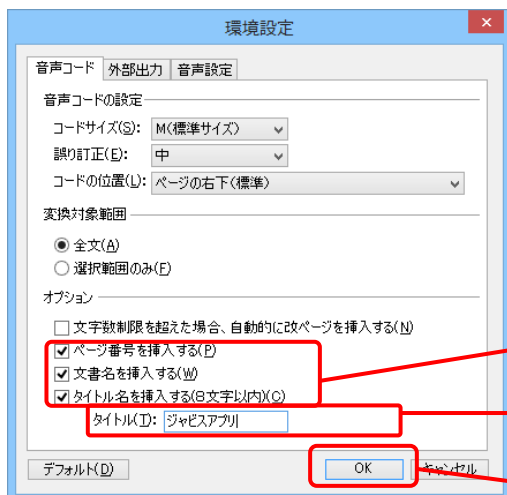 環境設定
音声コード 外部出力 音声設定
音声コードの設定
コードサイズ(S): M(標準サイズ)
誤り訂正(E): 中
コードの位置(L): ページの右下(標準)
変換対象範囲
全文(A)
選択範囲のみ(F)
オプション
文字数制限を超えた場合、自動的に改ページを挿入する(N)
ページ番号を挿入する(P)
文書名を挿入する(W)
タイトル名を挿入する(8文字以内)(C)
タイトル(T): ジャビスアプリ
デフォルト(D) OK キャンセル